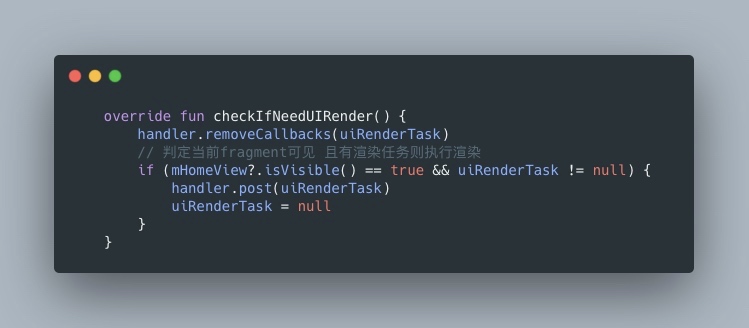 override fun checkIfNeedUIRender() {
    handler.removeCallbacks(uiRenderTask)
    // 判定当前fragment可见 且有渲染任务则执行渲染
    if (mHomeView?.isVisible() == true && uiRenderTask != null) {
        handler.post(uiRenderTask)
        uiRenderTask = null
    }
}